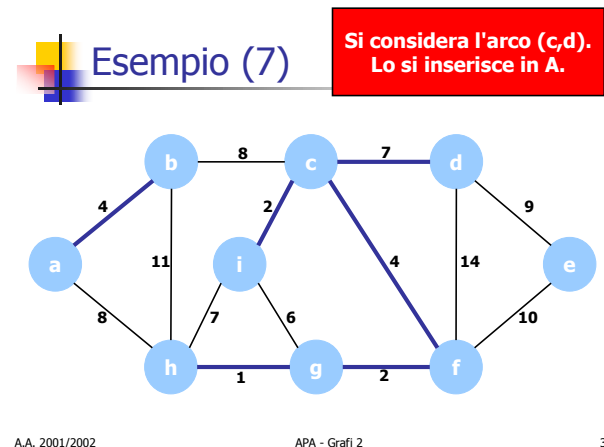 Esempio (7)
Si considera l'arco (c,d).
Lo si inserisce in A.
b
8
c
7
d
4
2
9
a
11
i
4
14
e
8
7
6
10
h
1
g
2
f
A.A. 2001/2002
APA - Grafi 2